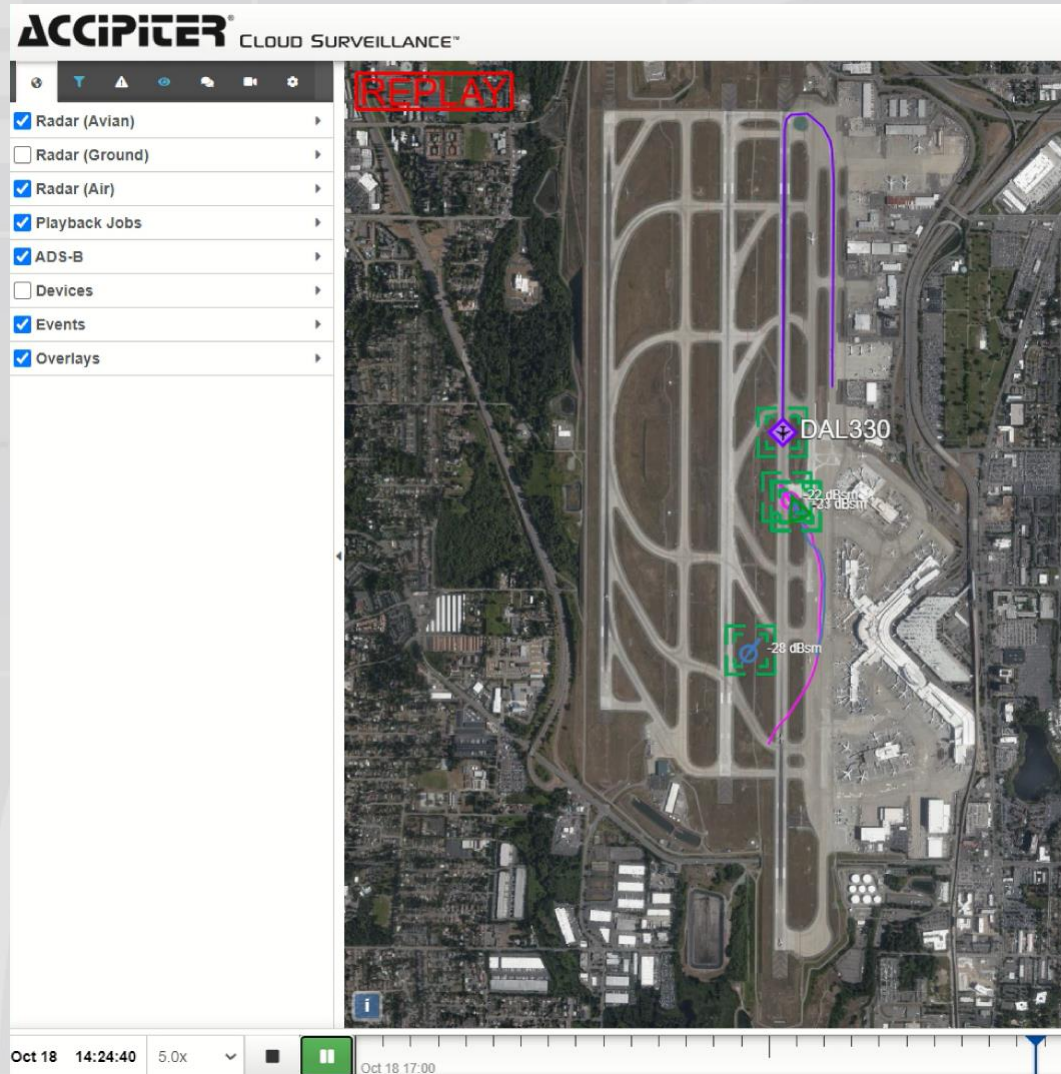 ACCiPiTER® CLOUD SURVEILLANCE™
REPLAY
Radar (Avian)
Radar (Ground)
Radar (Air)
Playback Jobs
ADS-B
Devices
Events
Overlays
DAL330
-22 dBsm
-23 dBsm
-28 dBsm
i
Oct 18 14:24:40 5.0x
Oct 18 17:00